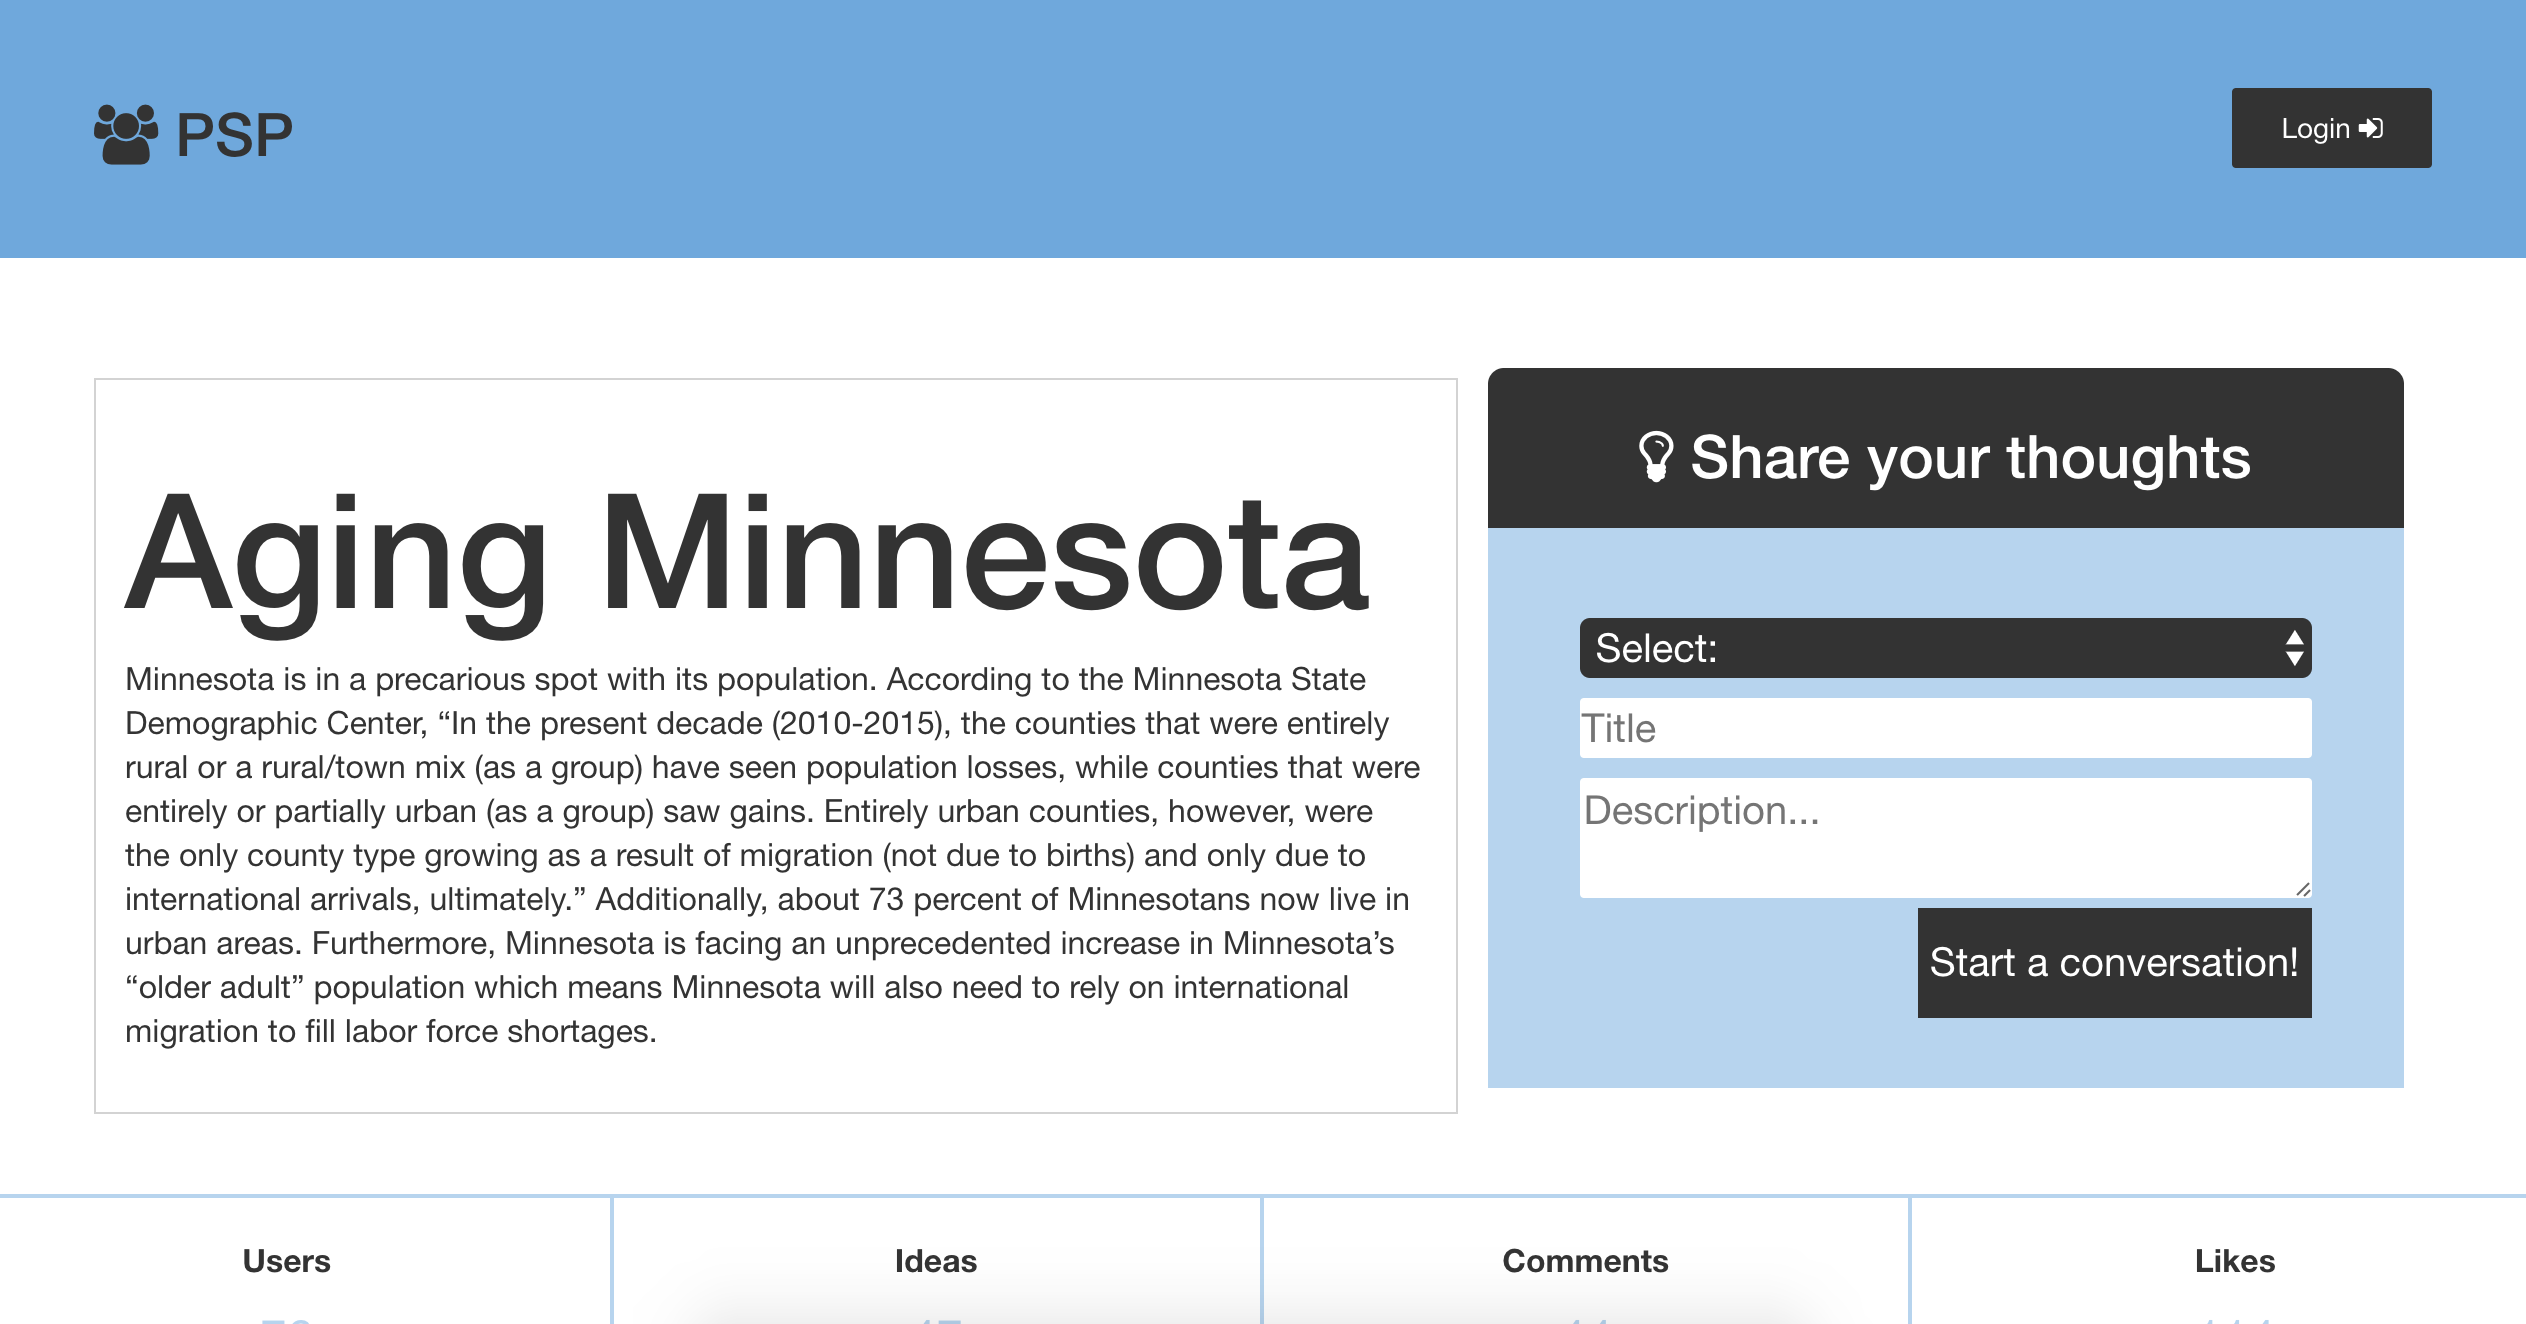 PSP
Login
Aging Minnesota
Minnesota is in a precarious spot with its population. According to the Minnesota State
Demographic Center, “In the present decade (2010-2015), the counties that were entirely
rural or a rural/town mix (as a group) have seen population losses, while counties that were
entirely or partially urban (as a group) saw gains. Entirely urban counties, however, were
the only county type growing as a result of migration (not due to births) and only due to
international arrivals, ultimately.” Additionally, about 73 percent of Minnesotans now live in
urban areas. Furthermore, Minnesota is facing an unprecedented increase in Minnesota’s
“older adult” population which means Minnesota will also need to rely on international
migration to fill labor force shortages.
Share your thoughts
Select:
Title
Description...
Start a conversation!
Users
Ideas
Comments
Likes